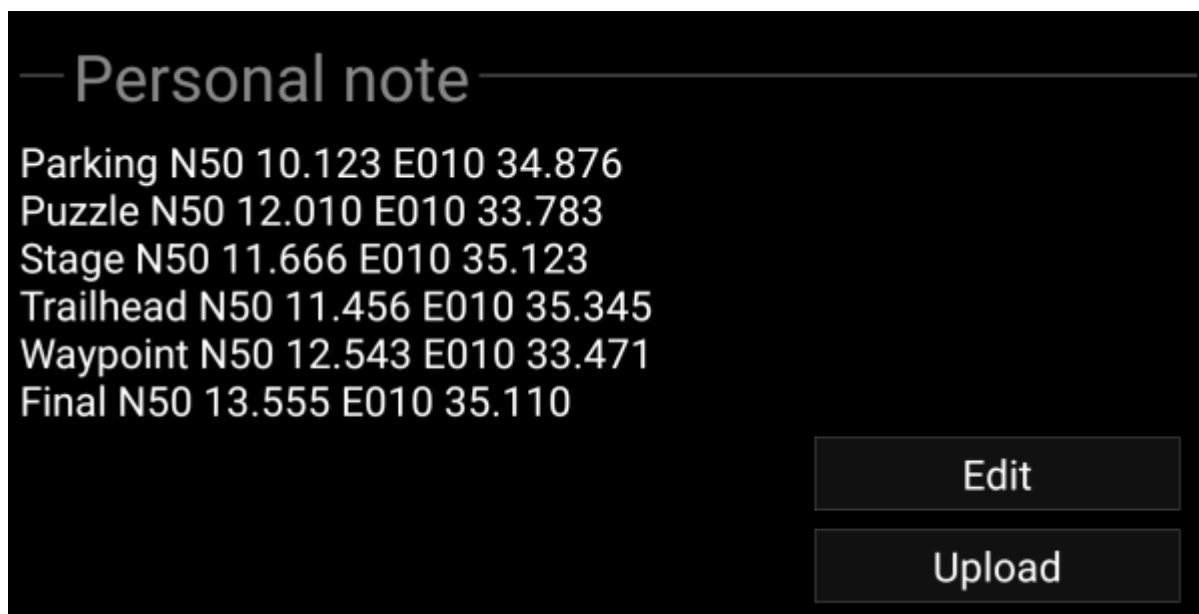 Personal note
Parking N50 10.123 E010 34.876
Puzzle N50 12.010 E010 33.783
Stage N50 11.666 E010 35.123
Trailhead N50 11.456 E010 35.345
Waypoint N50 12.543 E010 33.471
Final N50 13.555 E010 35.110
Edit
Upload